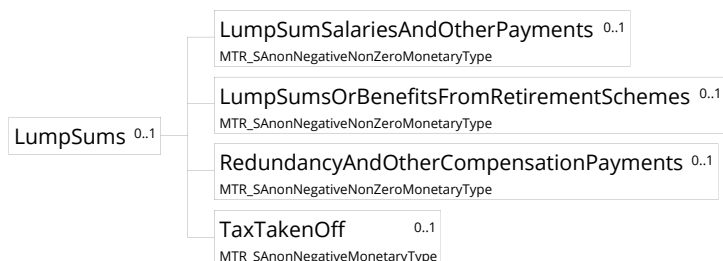 LumpSumSalariesAndOtherPayments 0..1
MTR_SAnonNegativeNonZeroMonetaryType
LumpSumsOrBenefitsFromRetirementSchemes 0..1
MTR_SAnonNegativeNonZeroMonetaryType
LumpSums 0..1
RedundancyAndOtherCompensationPayments 0..1
MTR_SAnonNegativeNonZeroMonetaryType
TaxTakenOff 0..1
MTR_SAnonNegativeMonetaryType